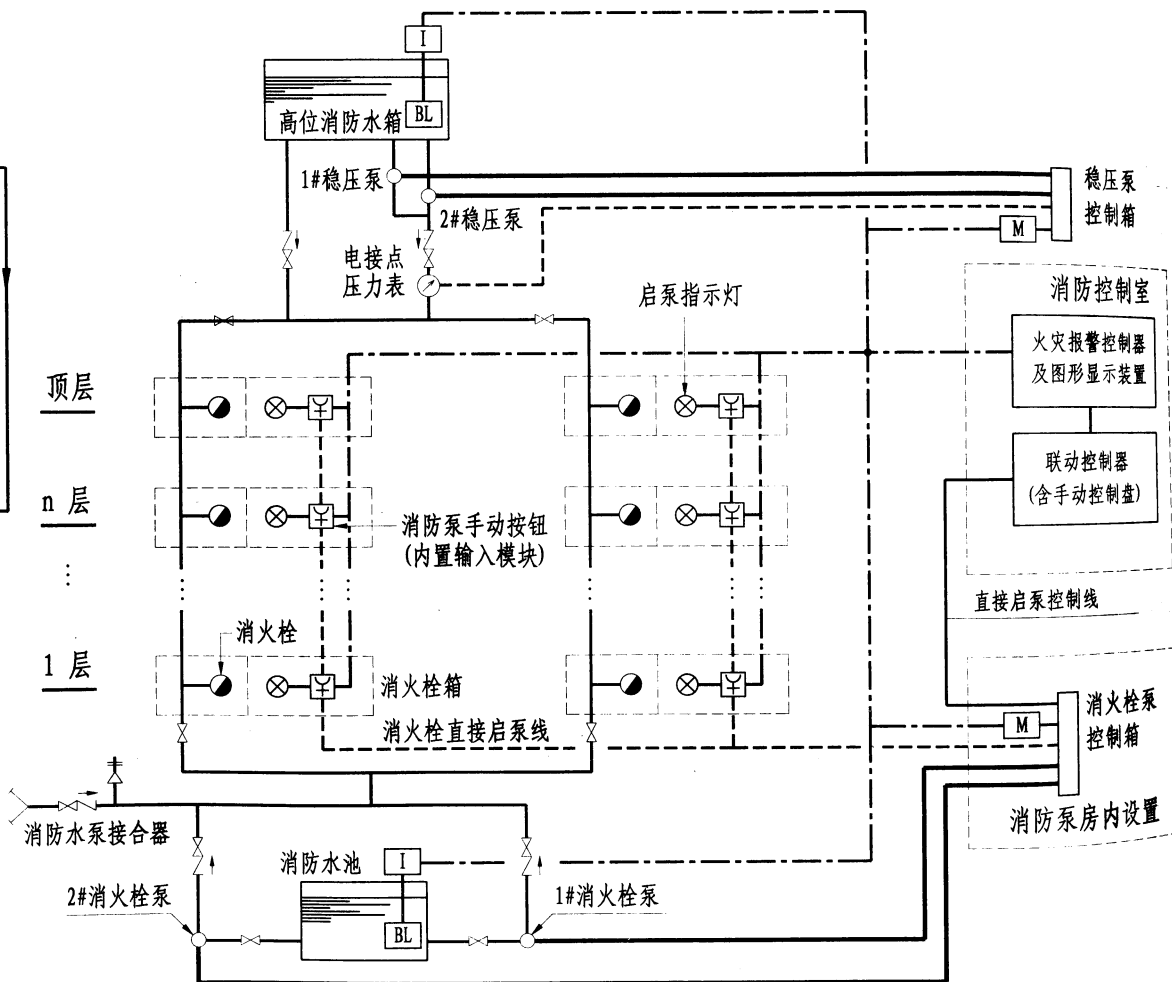 I
BL
高位消防水箱
1#稳压泵
2#稳压泵
稳压泵
控制箱
M
电接点
压力表
启泵指示灯
消防控制室
火灾报警控制器
及图形显示装置
联动控制器
(含手动控制盘)
顶层
n 层
⋮
消防泵手动按钮
(内置输入模块)
直接启泵控制线
消火栓
1 层
消火栓箱
消火栓直接启泵线
消火栓泵
控制箱
M
消防泵房内设置
消防水泵接合器
消防水池
I
BL
2#消火栓泵
1#消火栓泵